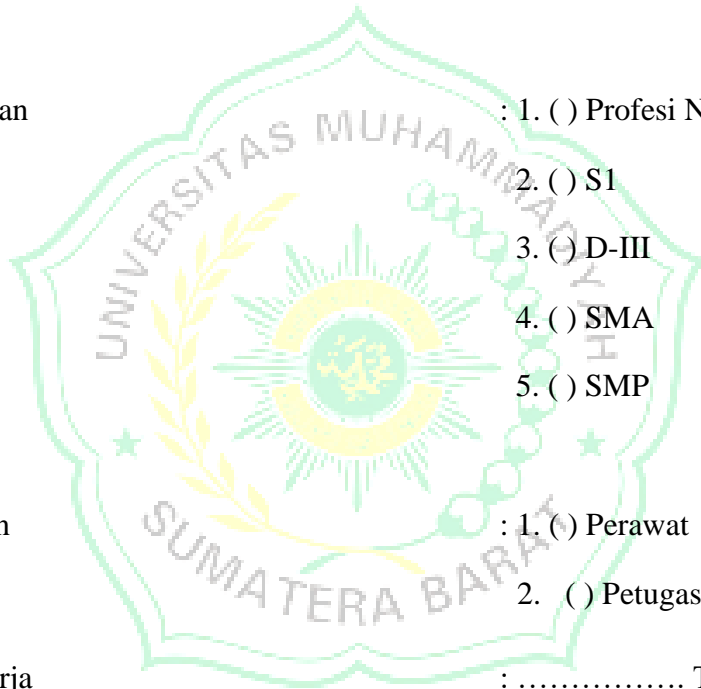 an : 1. ( ) Profesi N
2. ( ) S1
3. ( ) D-III
4. ( ) SMA
5. ( ) SMP
n : 1. ( ) Perawat
2. ( ) Petugas
rja : ................ T
UNIVERSITAS MUHAMMADIYAH
SUMATERA BARAT